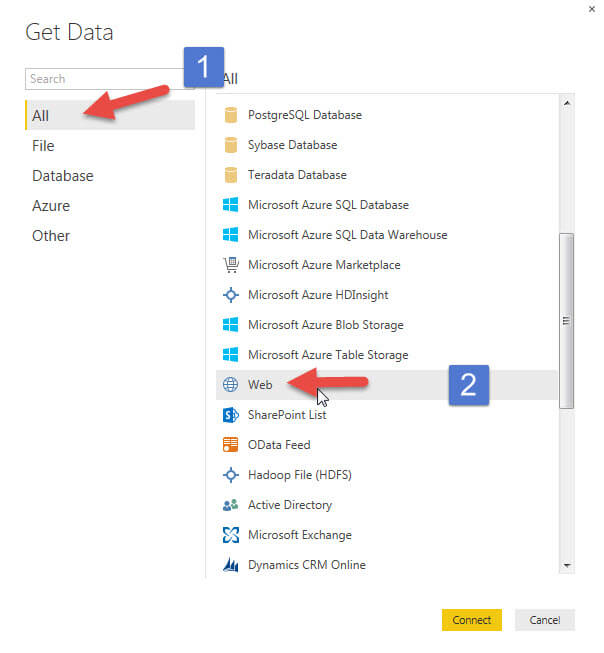 Get Data
Search
1
All
All
File
Database
Azure
Other
PostgreSQL Database
Sybase Database
Teradata Database
Microsoft Azure SQL Database
Microsoft Azure SQL Data Warehouse
Microsoft Azure Marketplace
Microsoft Azure HDInsight
Microsoft Azure Blob Storage
Microsoft Azure Table Storage
Web
2
SharePoint List
OData Feed
Hadoop File (HDFS)
Active Directory
Microsoft Exchange
Dynamics CRM Online
Connect
Cancel